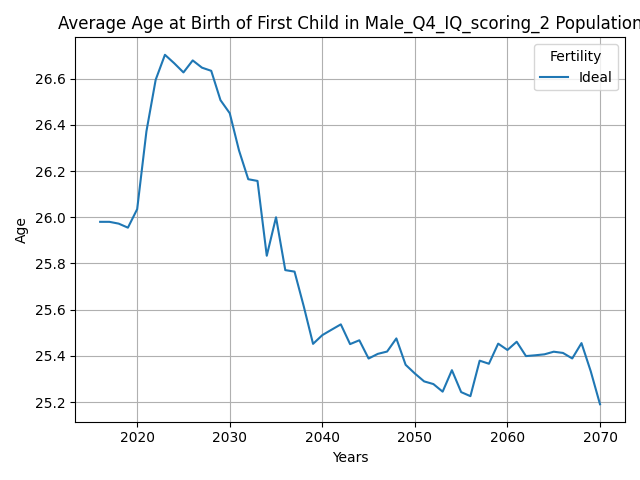 Average Age at Birth of First Child in Male_Q4_IQ_scoring_2 Population
Fertility
Ideal
26.6
26.4
26.2
26.0
25.8
25.6
25.4
25.2
Age
2020 2030 2040 2050 2060 2070
Years